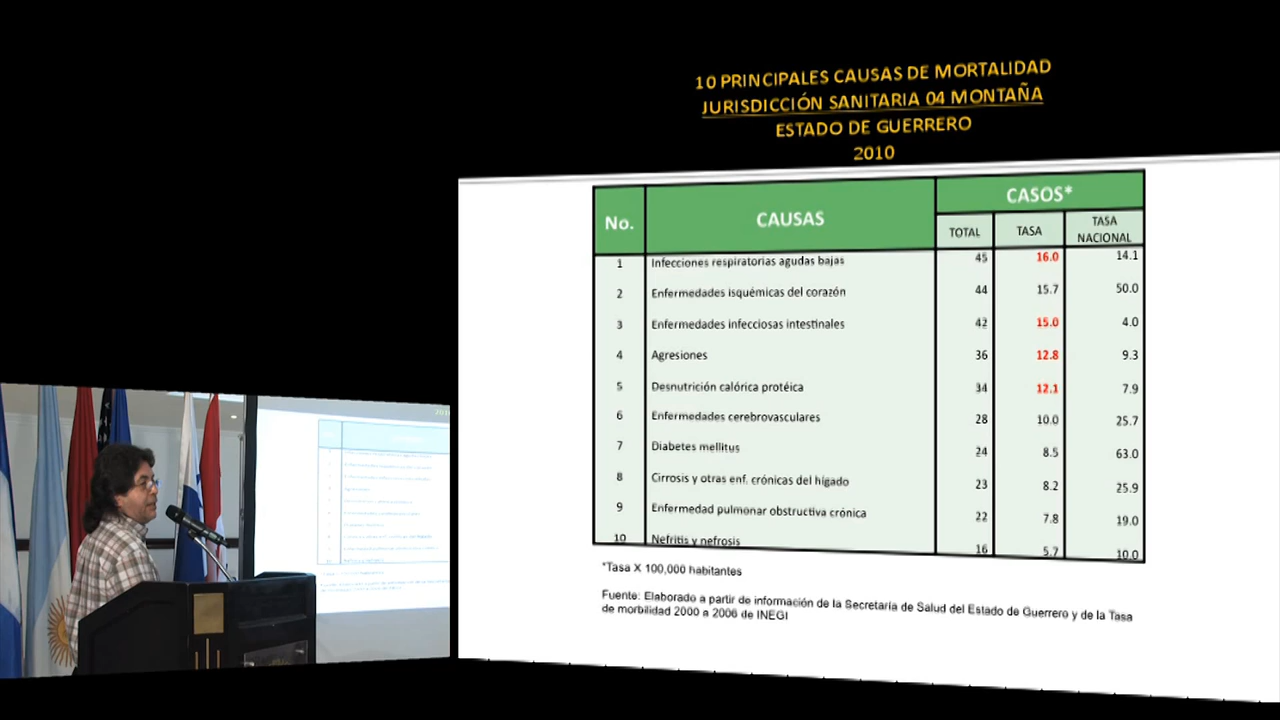 10 PRINCIPALES CAUSAS DE MORTALIDAD
JURISDICCIÓN SANITARIA 04 MONTAÑA
ESTADO DE GUERRERO
2010
No. CAUSAS CASOS*
TOTAL TASA TASA NACIONAL
1 Infecciones respiratorias agudas bajas 45 16.0 14.1
2 Enfermedades isquémicas del corazón 44 15.7 50.0
3 Enfermedades infecciosas intestinales 42 15.0 4.0
4 Agresiones 36 12.8 9.3
5 Desnutrición calórica protéica 34 12.1 7.9
6 Enfermedades cerebrovasculares 28 10.0 25.7
7 Diabetes mellitus 24 8.5 63.0
8 Cirrosis y otras enf. crónicas del hígado 23 8.2 25.9
9 Enfermedad pulmonar obstructiva crónica 22 7.8 19.0
10 Nefritis y nefrosis 16 5.7 10.0
*Tasa X 100,000 habitantes
Fuente: Elaborado a partir de información de la Secretaría de Salud del Estado de Guerrero y de la Tasa
de morbilidad 2000 a 2006 de INEGI